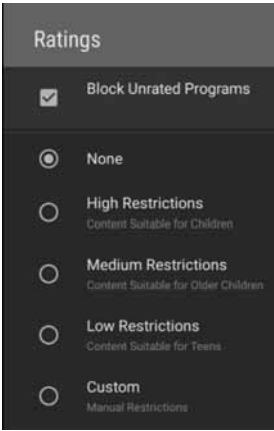 Ratings
Block Unrated Programs
None
High Restrictions
Content Suitable for Children
Medium Restrictions
Content Suitable for Older Children
Low Restrictions
Content Suitable for Teens
Custom
Manual Restrictions